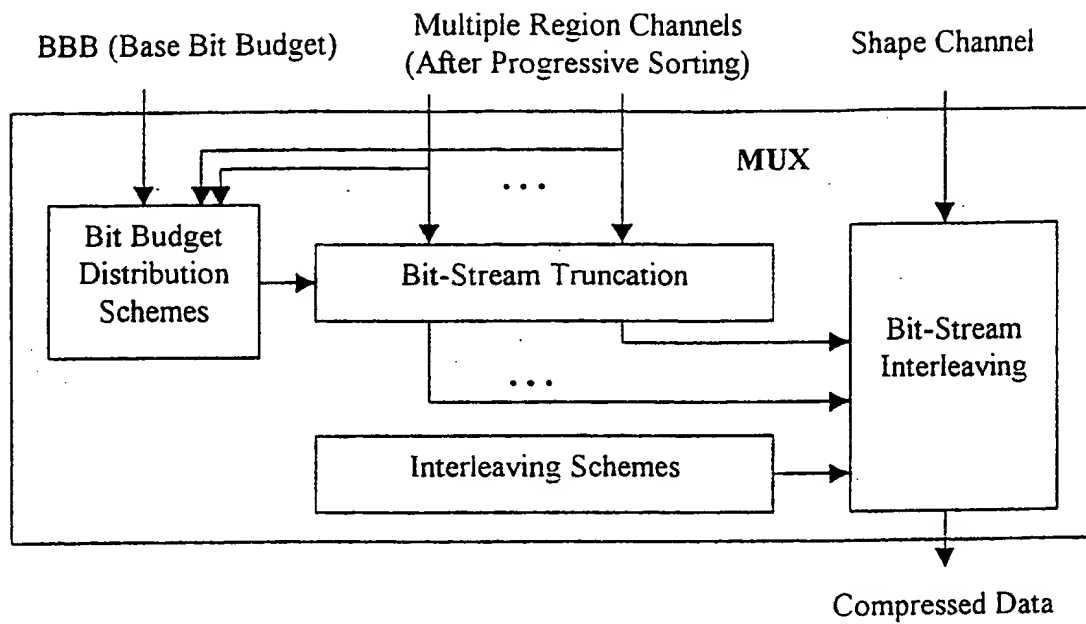 BBB (Base Bit Budget)
Multiple Region Channels
(After Progressive Sorting)
Shape Channel
MUX
...
Bit Budget
Distribution
Schemes
Bit-Stream Truncation
Bit-Stream
Interleaving
...
Interleaving Schemes
Compressed Data